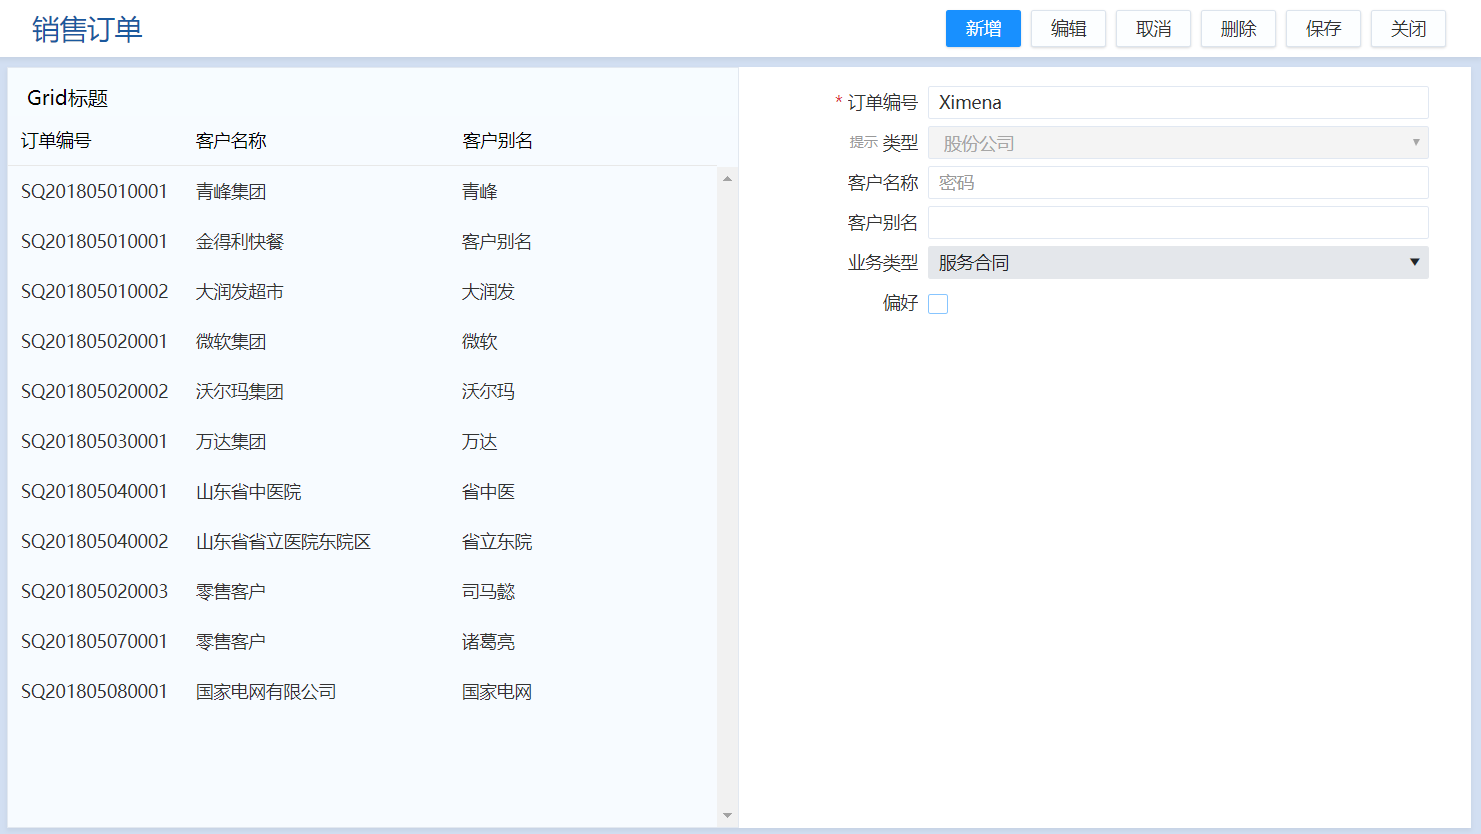 销售订单
新增 编辑 取消 删除 保存 关闭
Grid标题
订单编号 客户名称 客户别名
SQ201805010001 青峰集团 青峰
SQ201805010001 金得利快餐 客户别名
SQ201805010002 大润发超市 大润发
SQ201805020001 微软集团 微软
SQ201805020002 沃尔玛集团 沃尔玛
SQ201805030001 万达集团 万达
SQ201805040001 山东省中医院 省中医
SQ201805040002 山东省省立医院东院区 省立东院
SQ201805020003 零售客户 司马懿
SQ201805070001 零售客户 诸葛亮
SQ201805080001 国家电网有限公司 国家电网
* 订单编号 Ximena
提示 类型 股份公司
客户名称 密码
客户别名
业务类型 服务合同
偏好